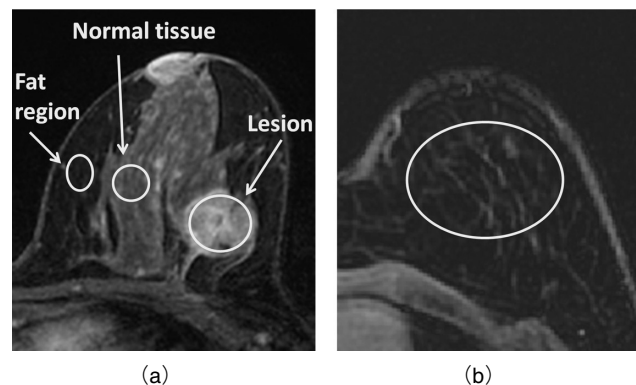 Normal tissue
Fat
region
Lesion
(a)
(b)